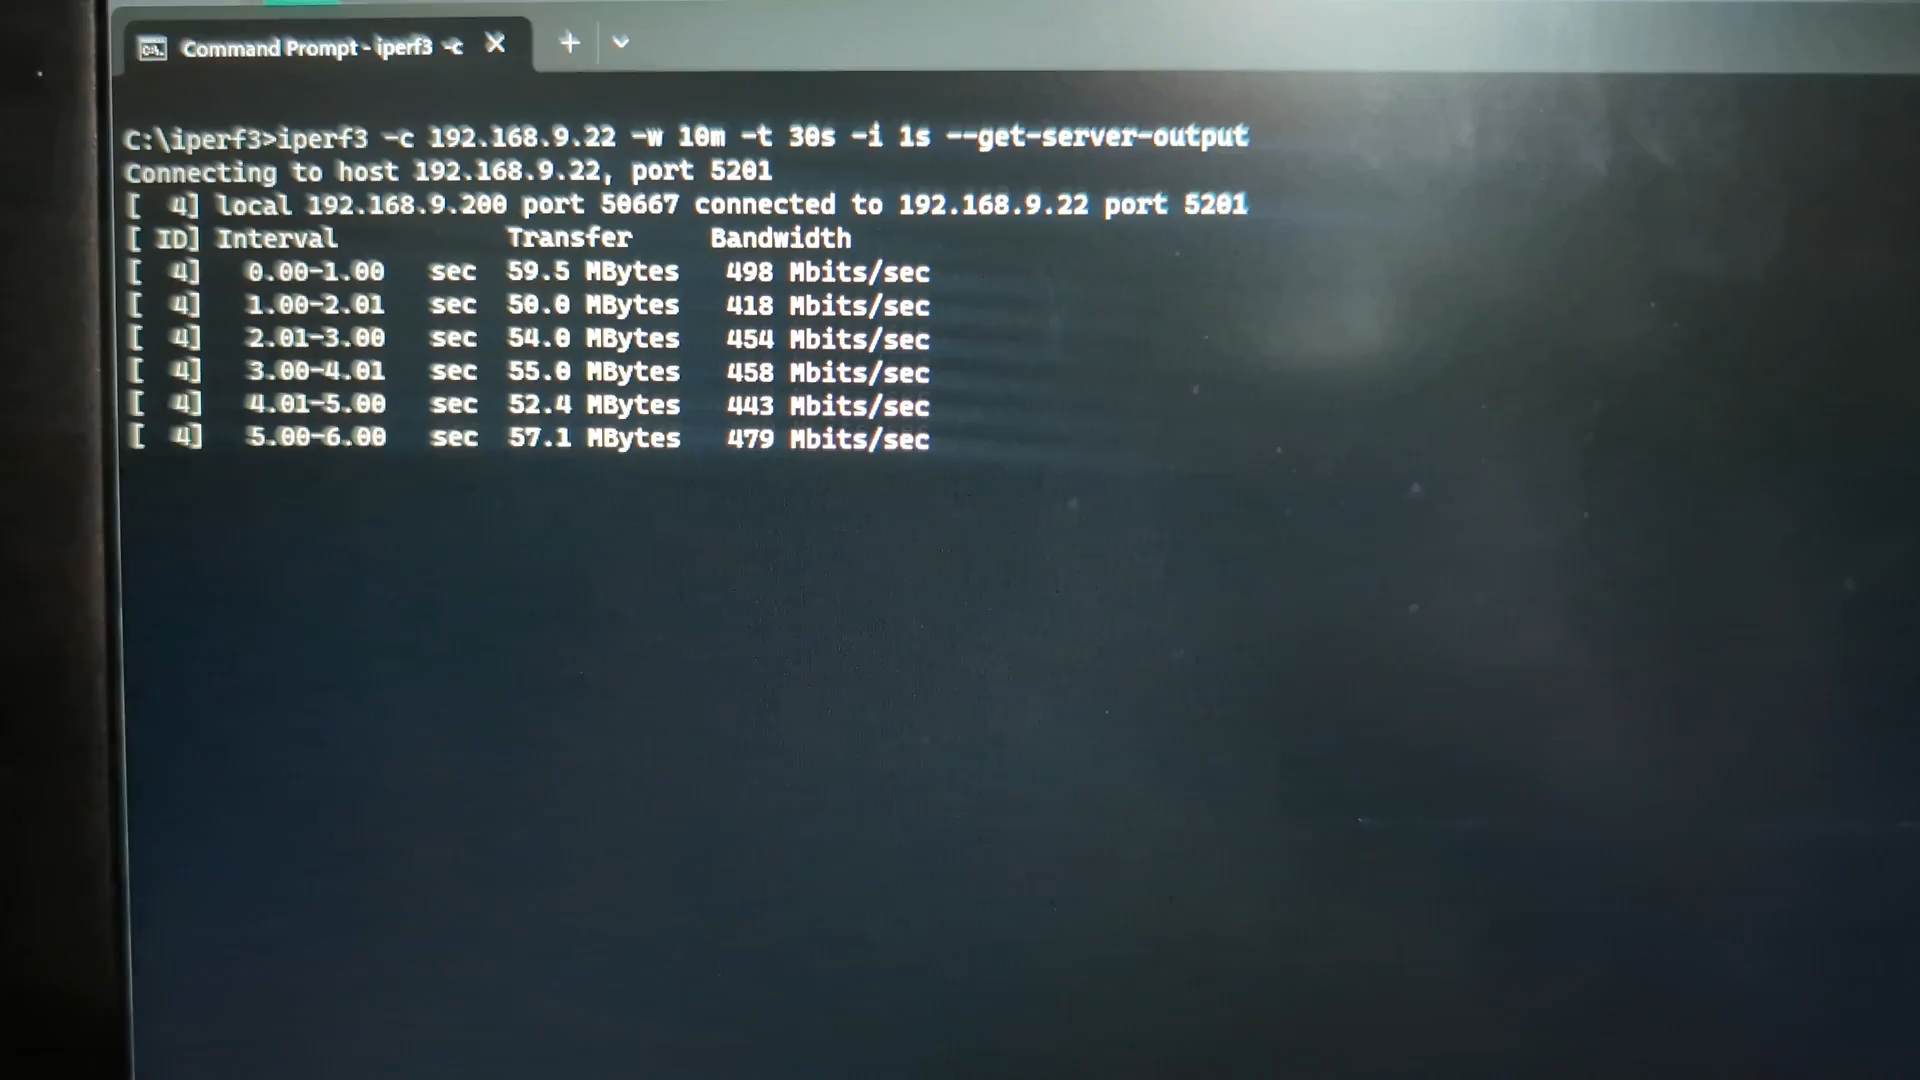 Command Prompt - iperf3 -c
C:\iperf3>iperf3 -c 192.168.9.22 -w 10m -t 30s -i 1s --get-server-output
Connecting to host 192.168.9.22, port 5201
[  4] local 192.168.9.200 port 50667 connected to 192.168.9.22 port 5201
[ ID] Interval           Transfer     Bandwidth
[  4]   0.00-1.00   sec  59.5 MBytes   498 Mbits/sec
[  4]   1.00-2.01   sec  50.0 MBytes   418 Mbits/sec
[  4]   2.01-3.00   sec  54.0 MBytes   454 Mbits/sec
[  4]   3.00-4.01   sec  55.0 MBytes   458 Mbits/sec
[  4]   4.01-5.00   sec  52.4 MBytes   443 Mbits/sec
[  4]   5.00-6.00   sec  57.1 MBytes   479 Mbits/sec